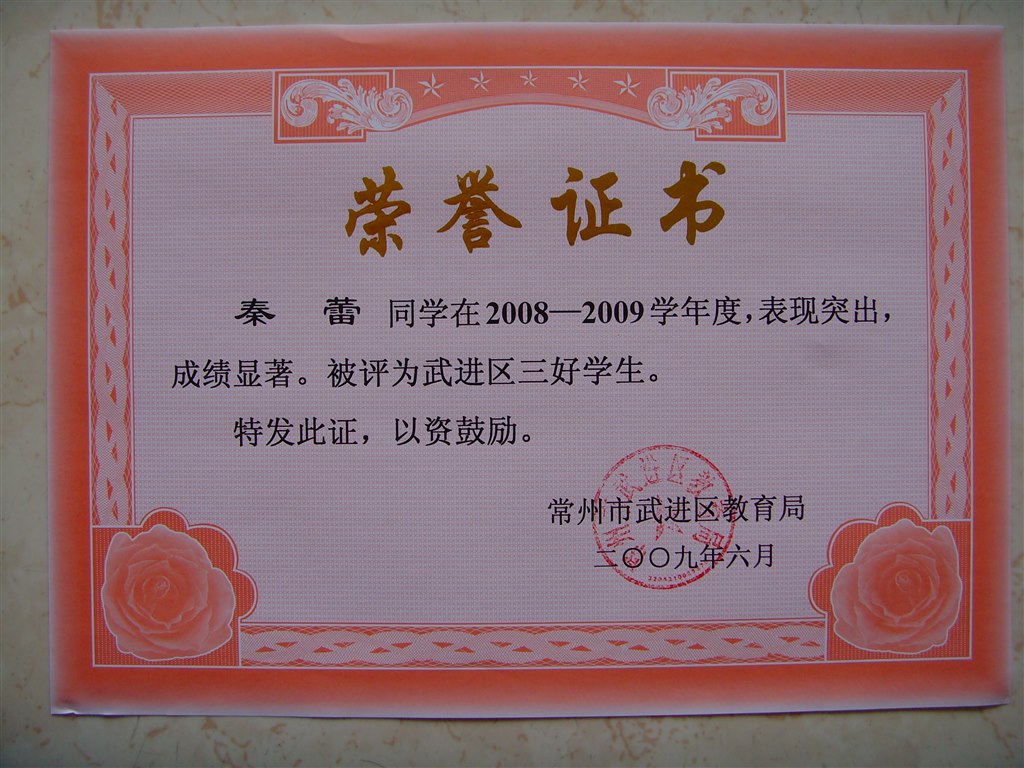 荣誉证书
秦 蕾 同学在2008—2009学年度，表现突出，
成绩显著。被评为武进区三好学生。
特发此证，以资鼓励。
常州市武进区教育局
二〇〇九年六月